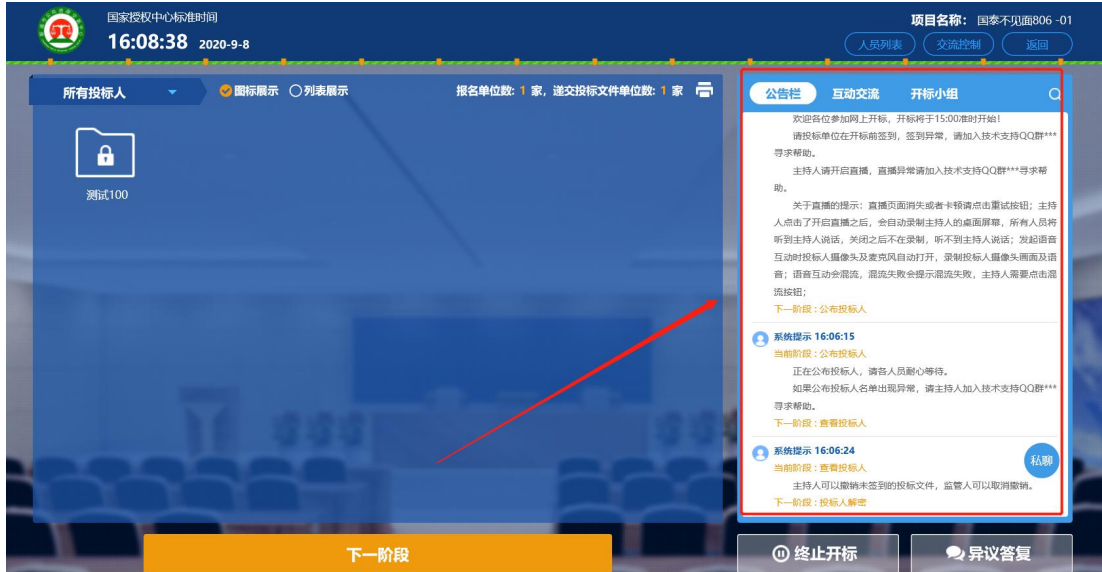 国家授权中心标准时间
16:08:38 2020-9-8
项目名称： 国泰不见面806 -01
人员列表 交流控制 返回
所有投标人 图标展示 列表展示 报名单位数: 1 家, 递交投标文件单位数: 1 家
测试100
公告栏 互动交流 开标小组
欢迎各位参加网上开标，开标将于15:00准时开始！
请投标单位在开标前签到，签到异常，请加入技术支持QQ群***
寻求帮助。
主持人请开启直播，直播异常请加入技术支持QQ群***寻求帮
助。
关于直播的提示：直播页面消失或者卡顿请点击重试按钮；主持
人点击了开启直播之后，会自动录制主持人的桌面屏幕，所有人员将
听到主持人说话，关闭之后不在录制，听不到主持人说话；发起语音
互动时投标人摄像头及麦克风自动打开，录制投标人摄像头画面及语
音；语音互动会混流，混流失败会提示混流失败，主持人需要点击混
流按钮；
下一阶段 : 公布投标人
系统提示 16:06:15
当前阶段 : 公布投标人
正在公布投标人，请各人员耐心等待。
如果公布投标人名单出现异常，请主持人加入技术支持QQ群***
寻求帮助。
下一阶段 : 查看投标人
系统提示 16:06:24
当前阶段 : 查看投标人
主持人可以撤销未签到的投标文件，监管人可以取消撤销。
下一阶段 : 投标人解密
私聊
下一阶段
终止开标
异议答复